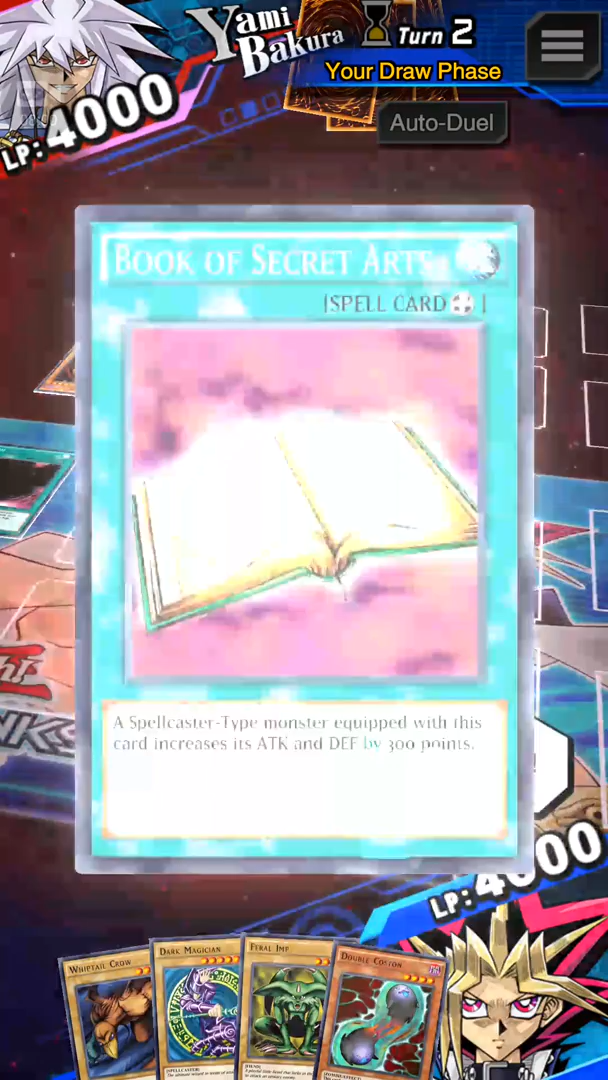 Yami
Bakura
Turn 2
Your Draw Phase
LP: 4000
Auto-Duel
BOOK OF SECRET ARTS
[SPELL CARD]
A Spellcaster-Type monster equipped with this
card increases its ATK and DEF by 300 points.
LP: 4000
WHIPTAIL CROW
DARK MAGICIAN
FERAL IMP
DOUBLE COSTON